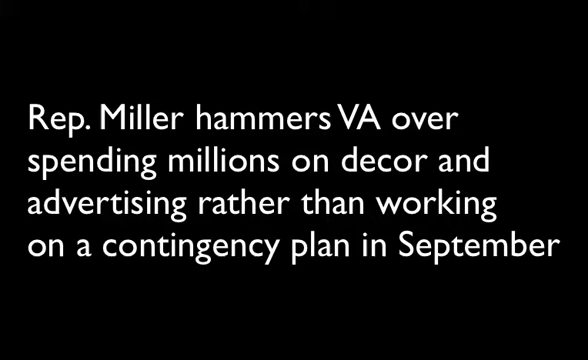 Rep. Miller hammers VA over
spending millions on decor and
advertising rather than working
on a contingency plan in September